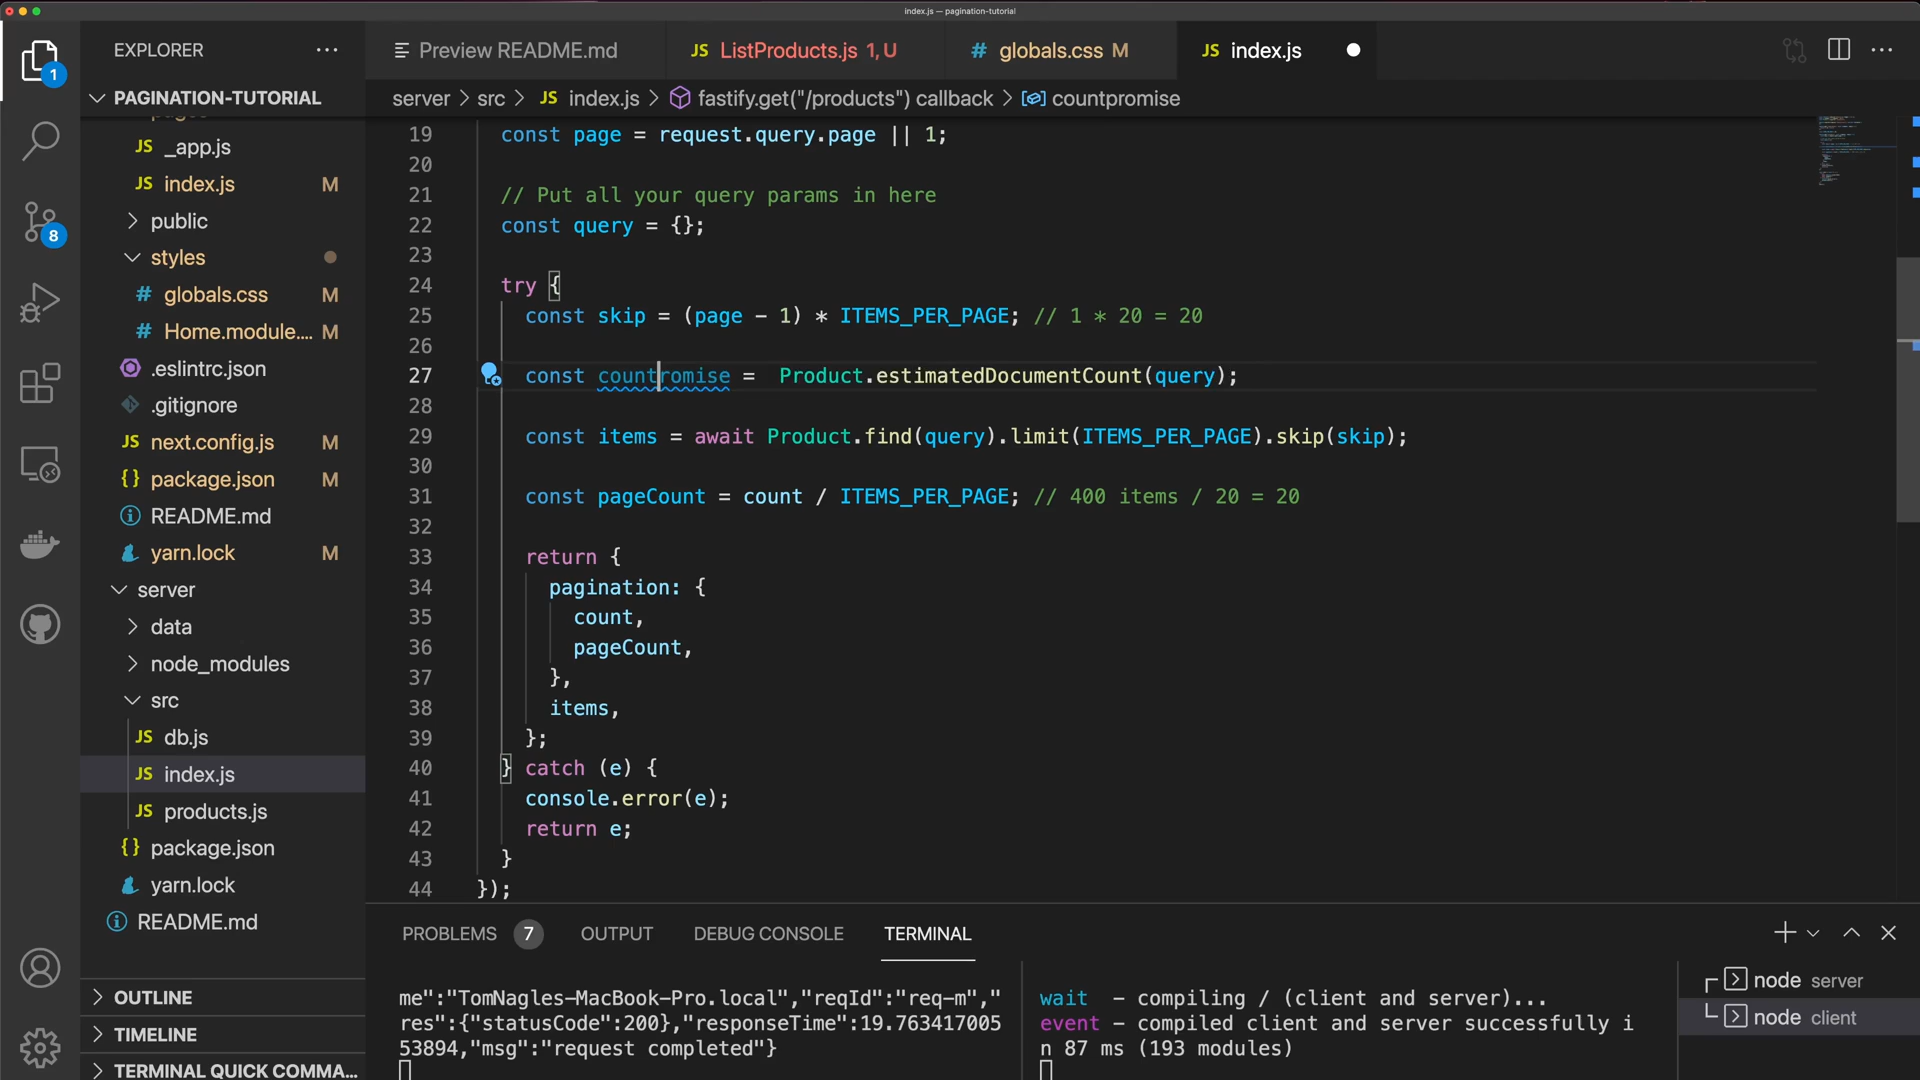 index.js — pagination-tutorial
EXPLORER
Preview README.md
JS ListProducts.js 1, U
# globals.css M
JS index.js
PAGINATION-TUTORIAL
server > src > JS index.js > fastify.get("/products") callback > countpromise
pages
JS _app.js
JS index.js M
public
styles
# globals.css M
# Home.module.... M
.eslintrc.json
.gitignore
JS next.config.js M
{} package.json M
README.md
yarn.lock M
server
data
node_modules
src
JS db.js
JS index.js
JS products.js
{} package.json
yarn.lock
README.md
OUTLINE
TIMELINE
TERMINAL QUICK COMMA...
1
8
19 const page = request.query.page || 1;
20
21 // Put all your query params in here
22 const query = {};
23
24 try {
25 const skip = (page - 1) * ITEMS_PER_PAGE; // 1 * 20 = 20
26
27 const countromise =  Product.estimatedDocumentCount(query);
28
29 const items = await Product.find(query).limit(ITEMS_PER_PAGE).skip(skip);
30
31 const pageCount = count / ITEMS_PER_PAGE; // 400 items / 20 = 20
32
33 return {
34 pagination: {
35 count,
36 pageCount,
37 },
38 items,
39 };
40 } catch (e) {
41 console.error(e);
42 return e;
43 }
44 });
PROBLEMS 7 OUTPUT DEBUG CONSOLE TERMINAL
me":"TomNagles-MacBook-Pro.local","reqId":"req-m","
res":{"statusCode":200},"responseTime":19.763417005
53894,"msg":"request completed"}
wait  - compiling / (client and server)...
event - compiled client and server successfully i
n 87 ms (193 modules)
node server
node client